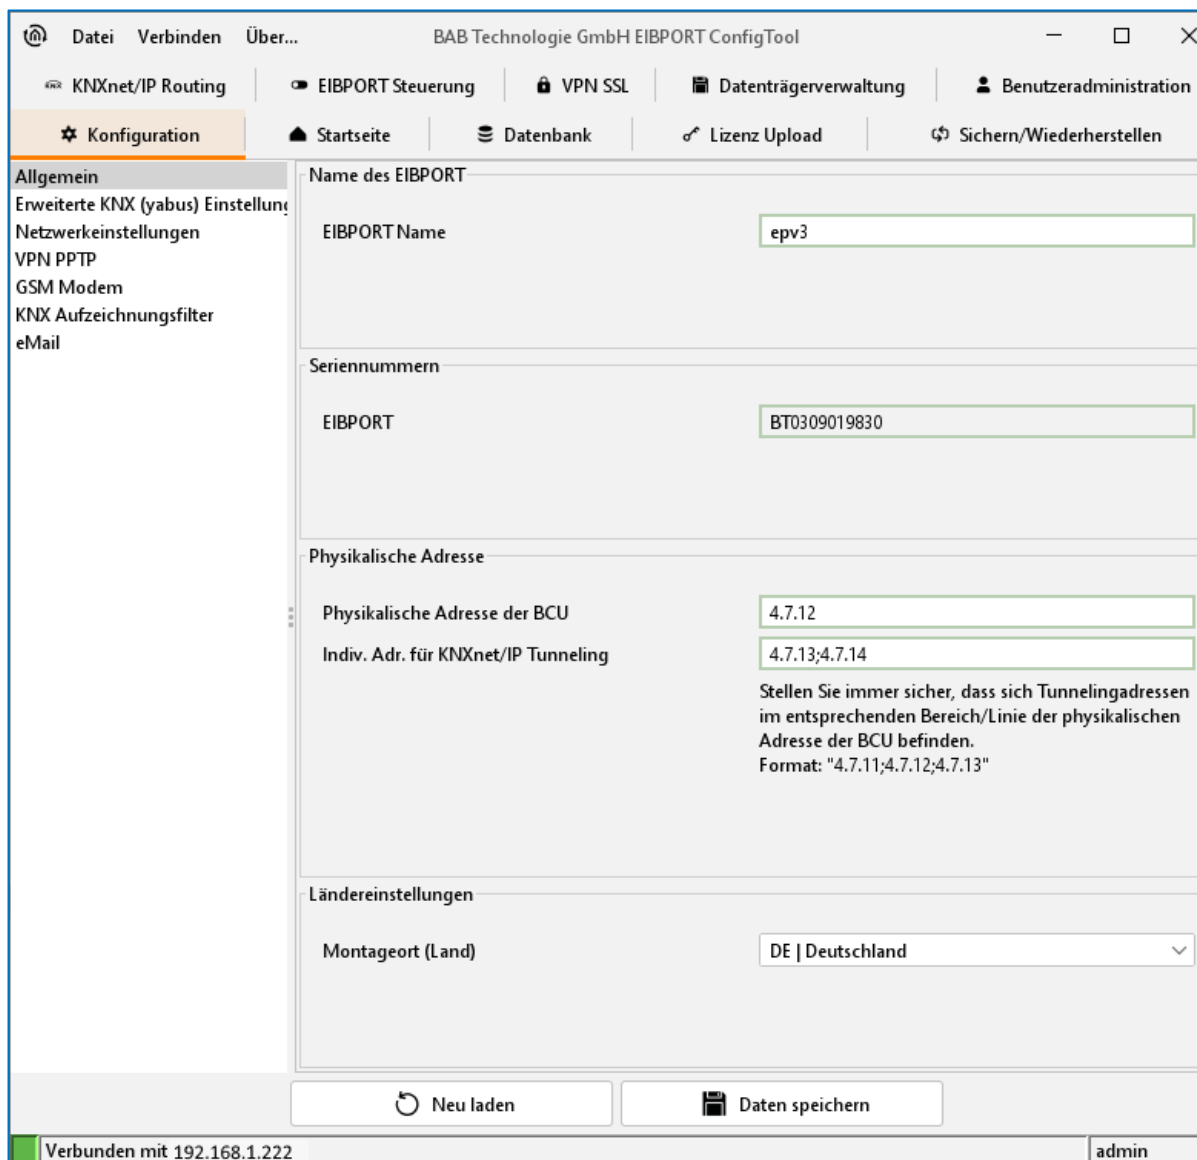 Datei Verbinden Über... BAB Technologie GmbH EIBPORT ConfigTool
KNXnet/IP Routing EIBPORT Steuerung VPN SSL Datenträgerverwaltung Benutzeradministration
Konfiguration Startseite Datenbank Lizenz Upload Sichern/Wiederherstellen
Allgemein
Erweiterte KNX (yabus) Einstellung
Netzwerkeinstellungen
VPN PPTP
GSM Modem
KNX Aufzeichnungsfilter
eMail
Name des EIBPORT
EIBPORT Name epv3
Seriennummern
EIBPORT BT0309019830
Physikalische Adresse
Physikalische Adresse der BCU 4.7.12
Indiv. Adr. für KNXnet/IP Tunneling 4.7.13;4.7.14
Stellen Sie immer sicher, dass sich Tunnelingadressen
im entsprechenden Bereich/Linie der physikalischen
Adresse der BCU befinden.
Format: "4.7.11;4.7.12;4.7.13"
Ländereinstellungen
Montageort (Land) DE | Deutschland
Neu laden Daten speichern
Verbunden mit 192.168.1.222 admin